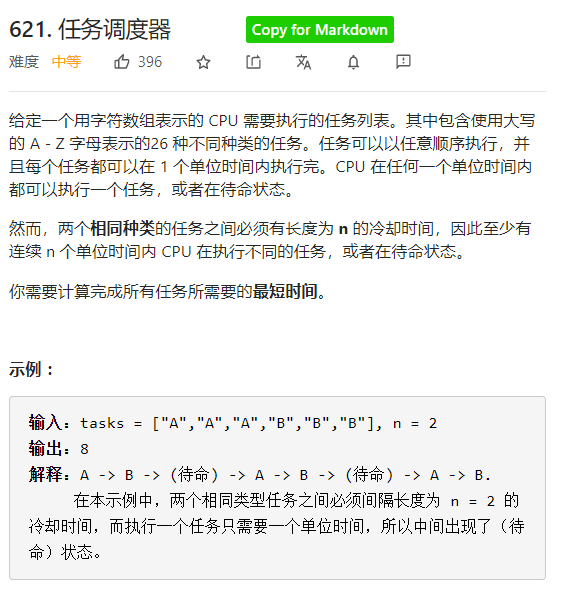 621. 任务调度器
Copy for Markdown
难度 中等 396
给定一个用字符数组表示的 CPU 需要执行的任务列表。其中包含使用大写
的 A - Z 字母表示的26 种不同种类的任务。任务可以以任意顺序执行，并
且每个任务都可以在 1 个单位时间内执行完。CPU 在任何一个单位时间内
都可以执行一个任务，或者在待命状态。
然而，两个相同种类的任务之间必须有长度为 n 的冷却时间，因此至少有
连续 n 个单位时间内 CPU 在执行不同的任务，或者在待命状态。
你需要计算完成所有任务所需要的最短时间。
示例：
输入：tasks = ["A","A","A","B","B","B"], n = 2
输出：8
解释：A -> B -> (待命) -> A -> B -> (待命) -> A -> B.
在本示例中，两个相同类型任务之间必须间隔长度为 n = 2 的
冷却时间，而执行一个任务只需要一个单位时间，所以中间出现了（待
命）状态。